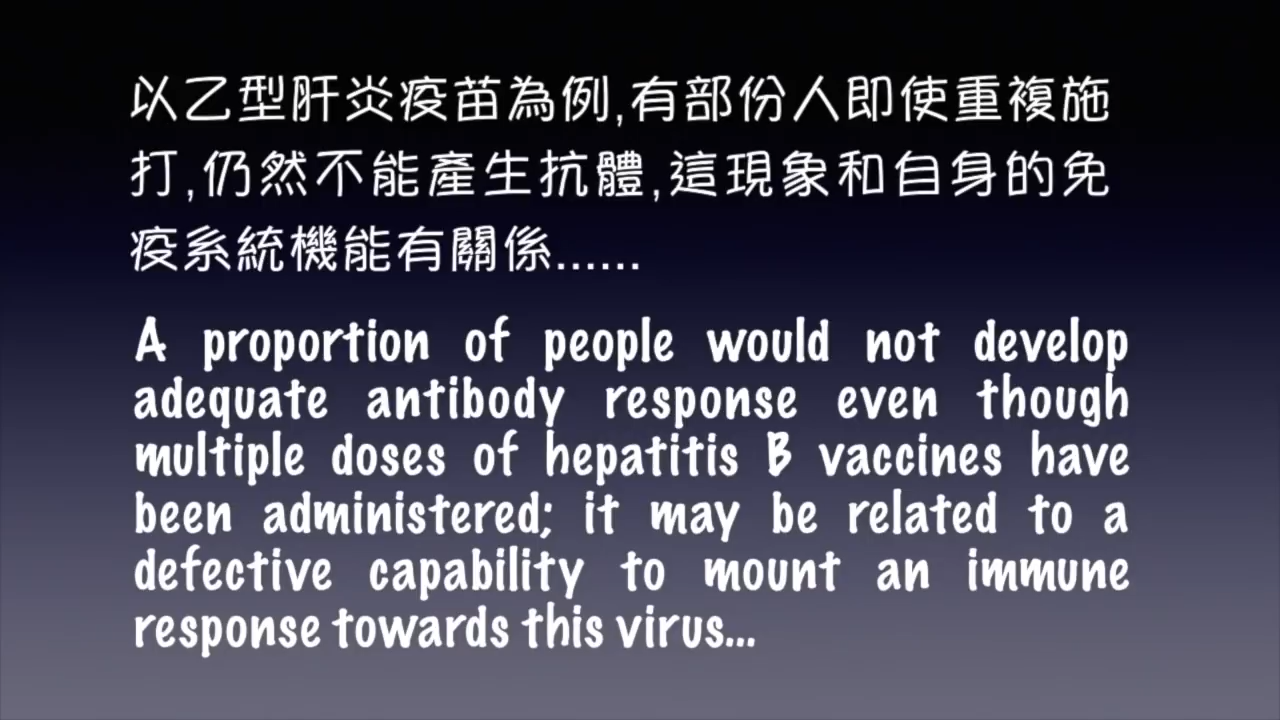 以乙型肝炎疫苗為例,有部份人即使重複施
打,仍然不能產生抗體,這現象和自身的免
疫系統機能有關係......
A proportion of people would not develop
adequate antibody response even though
multiple doses of hepatitis B vaccines have
been administered; it may be related to a
defective capability to mount an immune
response towards this virus...